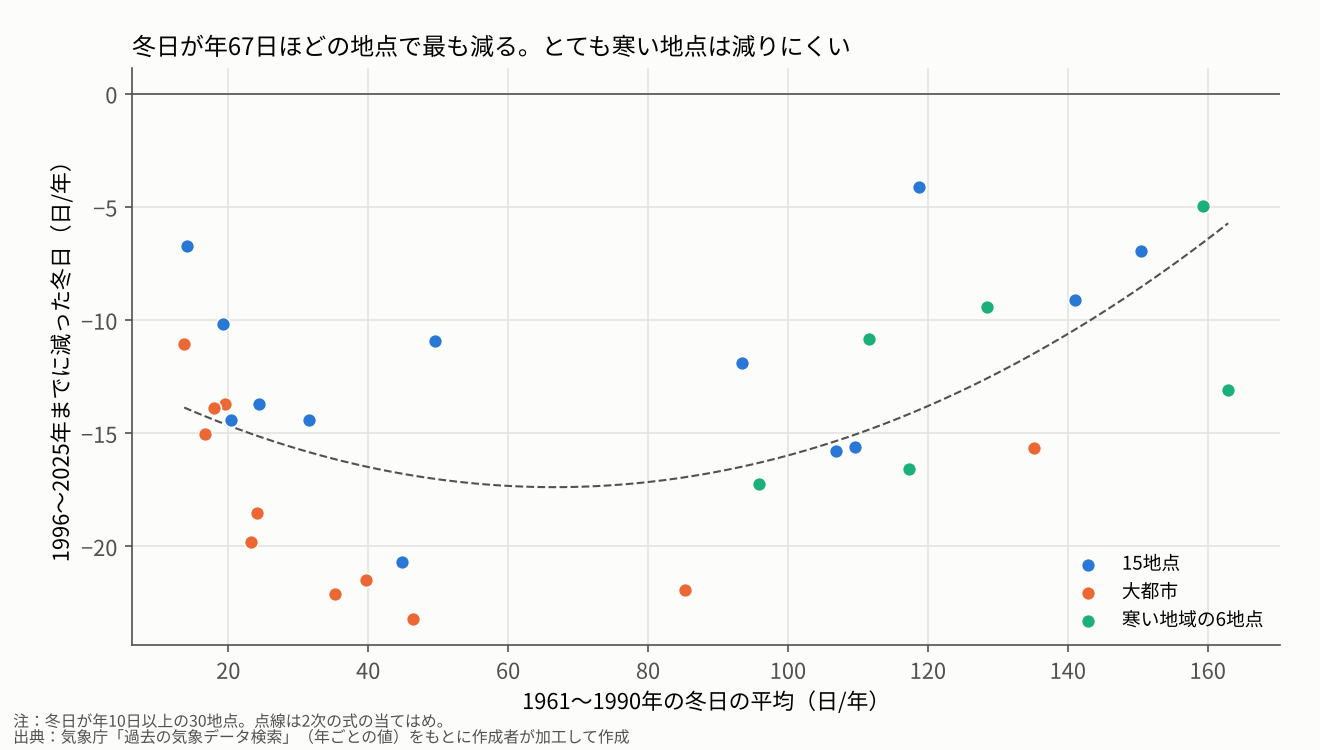 冬日が年67日ほどの地点で最も減る。とても寒い地点は減りにくい
1996～2025年までに減った冬日（日/年）
0
−5
−10
−15
−20
15地点
大都市
寒い地域の6地点
20 40 60 80 100 120 140 160
1961～1990年の冬日の平均（日/年）
注：冬日が年10日以上の30地点。点線は2次の式の当てはめ。
出典：気象庁「過去の気象データ検索」（年ごとの値）をもとに作成者が加工して作成